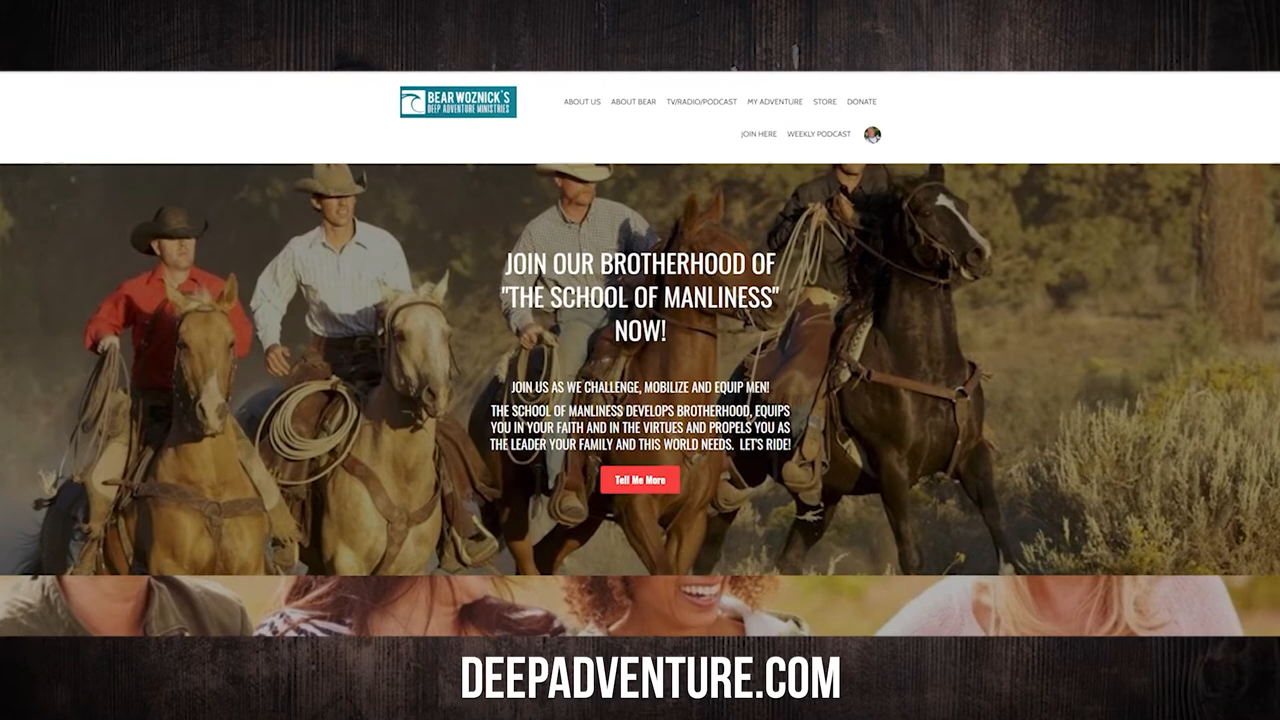 BEAR WOZNICK'S
DEEP ADVENTURE MINISTRIES
ABOUT US ABOUT BEAR TV/RADIO/PODCAST MY ADVENTURE STORE DONATE
JOIN HERE WEEKLY PODCAST
JOIN OUR BROTHERHOOD OF
"THE SCHOOL OF MANLINESS"
NOW!
JOIN US AS WE CHALLENGE, MOBILIZE AND EQUIP MEN!
THE SCHOOL OF MANLINESS DEVELOPS BROTHERHOOD, EQUIPS
YOU IN YOUR FAITH AND IN THE VIRTUES AND PROPELS YOU AS
THE LEADER YOUR FAMILY AND THIS WORLD NEEDS. LET'S RIDE!
Tell Me More
DEEPADVENTURE.COM